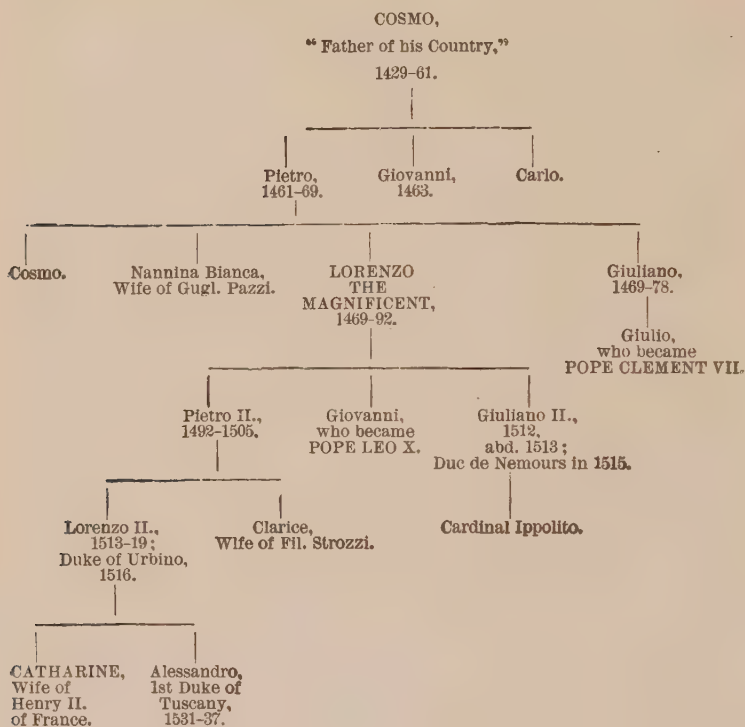 COSMO,
" Father of his Country,"
1429-61.
Pietro,
1461-69.
Giovanni,
1463.
Carlo.
Cosmo.
Nannina Bianca,
Wife of Gugl. Pazzi.
LORENZO
THE
MAGNIFICENT,
1469-92.
Giuliano,
1469-78.
Giulio,
who became
POPE CLEMENT VII.
Pietro II.,
1492-1505.
Giovanni,
who became
POPE LEO X.
Giuliano II.,
1512,
abd. 1513;
Duc de Nemours in 1515.
Lorenzo II.,
1513-19;
Duke of Urbino,
1516.
Clarice,
Wife of Fil. Strozzi.
Cardinal Ippolito.
CATHARINE,
Wife of
Henry II.
of France.
Alessandro,
1st Duke of
Tuscany,
1531-37.